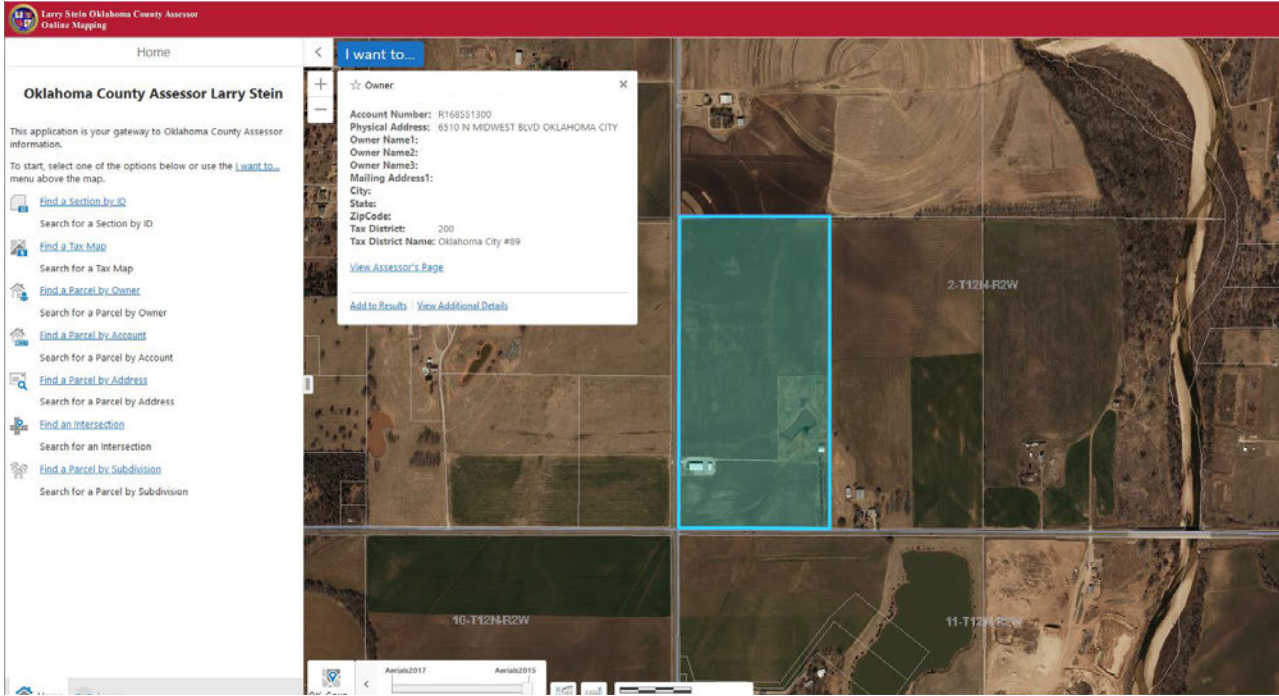 Larry Stein Oklahoma County Assessor
Online Mapping
Home
Oklahoma County Assessor Larry Stein
This application is your gateway to Oklahoma County Assessor
information.
To start, select one of the options below or use the I want to...
menu above the map.
Find a Section by ID
Search for a Section by ID
Find a Tax Map
Search for a Tax Map
Find a Parcel by Owner
Search for a Parcel by Owner
Find a Parcel by Account
Search for a Parcel by Account
Find a Parcel by Address
Search for a Parcel by Address
Find an Intersection
Search for an Intersection
Find a Parcel by Subdivision
Search for a Parcel by Subdivision
I want to...
Owner
Account Number: R168551300
Physical Address: 6510 N MIDWEST BLVD OKLAHOMA CITY
Owner Name1:
Owner Name2:
Owner Name3:
Mailing Address1:
City:
State:
ZipCode:
Tax District: 200
Tax District Name: Oklahoma City #89
View Assessor's Page
Add to Results View Additional Details
2-T12N-R2W
10-T12N-R2W
11-T12N-R2W
Aerials2017 Aerials2015